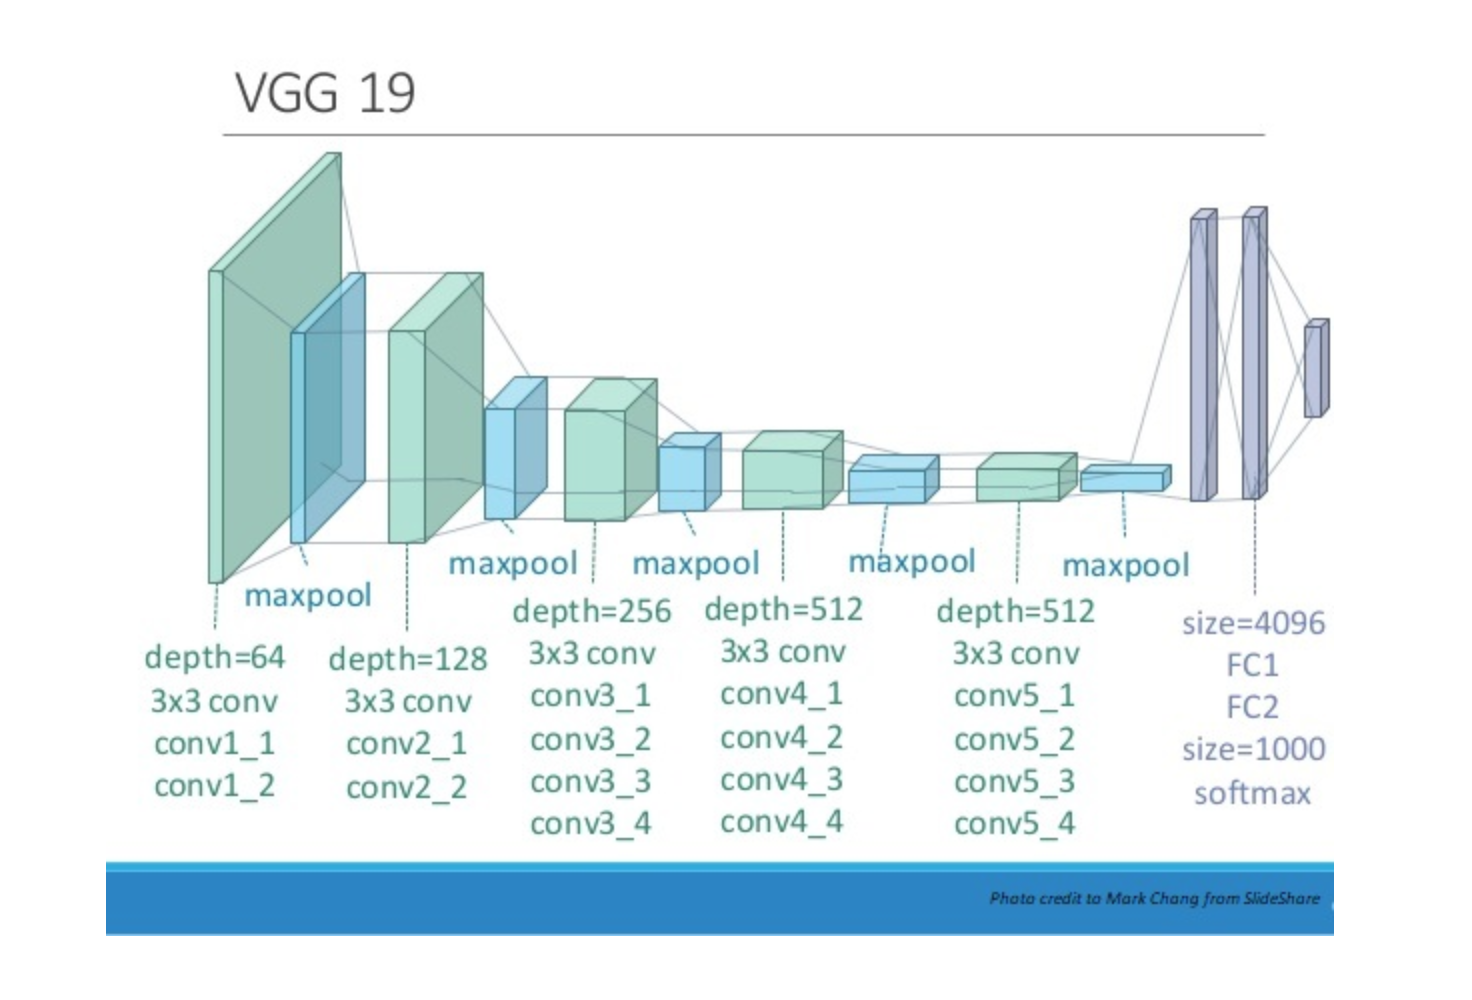 VGG 19
maxpool
maxpool
maxpool
maxpool
maxpool
depth=64
3x3 conv
conv1_1
conv1_2
depth=128
3x3 conv
conv2_1
conv2_2
depth=256
3x3 conv
conv3_1
conv3_2
conv3_3
conv3_4
depth=512
3x3 conv
conv4_1
conv4_2
conv4_3
conv4_4
depth=512
3x3 conv
conv5_1
conv5_2
conv5_3
conv5_4
size=4096
FC1
FC2
size=1000
softmax
Photo credit to Mark Chang from SlideShare